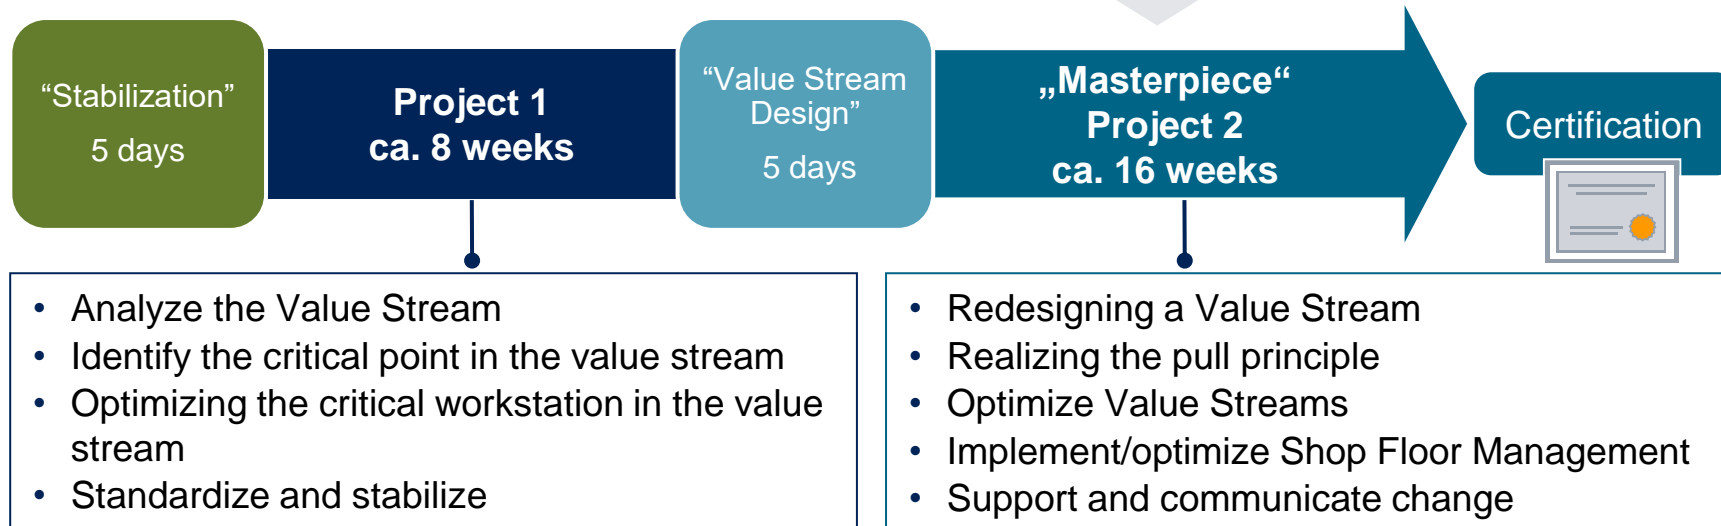 “Stabilization”
5 days
Project 1
ca. 8 weeks
“Value Stream
Design”
5 days
„Masterpiece“
Project 2
ca. 16 weeks
Certification
• Analyze the Value Stream
• Identify the critical point in the value stream
• Optimizing the critical workstation in the value
stream
• Standardize and stabilize
• Redesigning a Value Stream
• Realizing the pull principle
• Optimize Value Streams
• Implement/optimize Shop Floor Management
• Support and communicate change